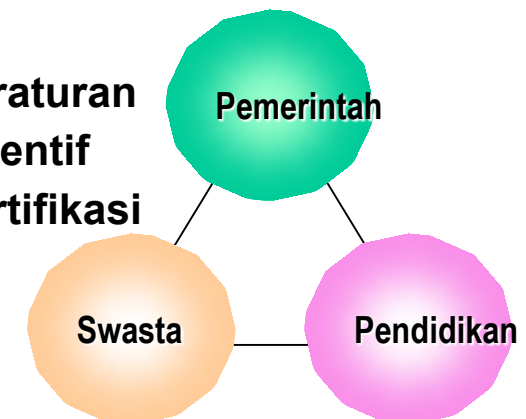 raturan
entif
rtifikasi
Pemerintah
Swasta
Pendidikan